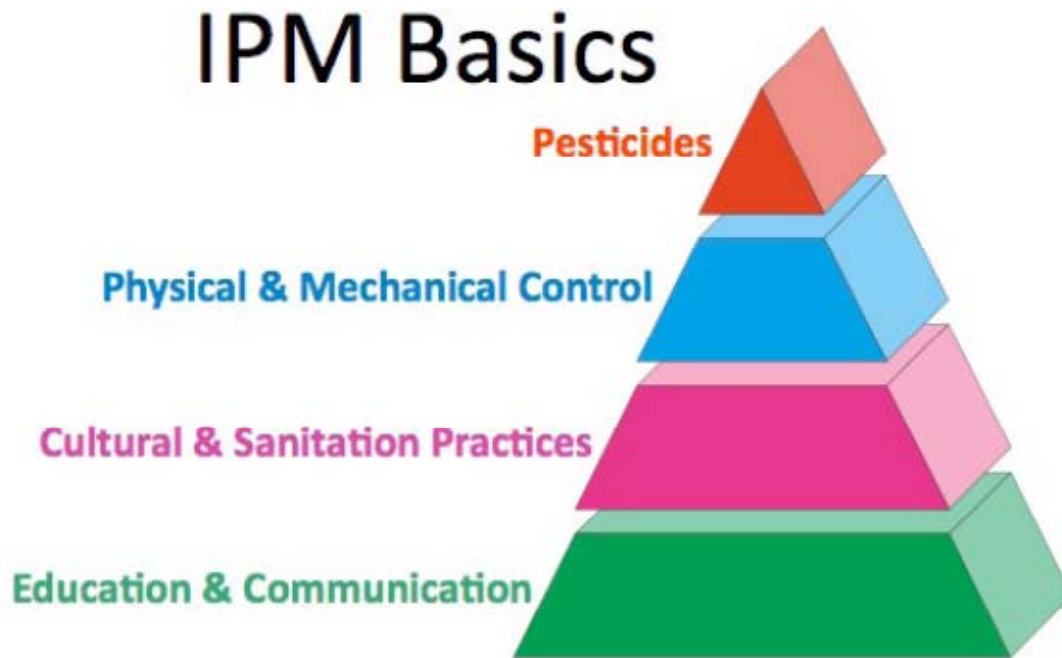 IPM Basics
Pesticides
Physical & Mechanical Control
Cultural & Sanitation Practices
Education & Communication